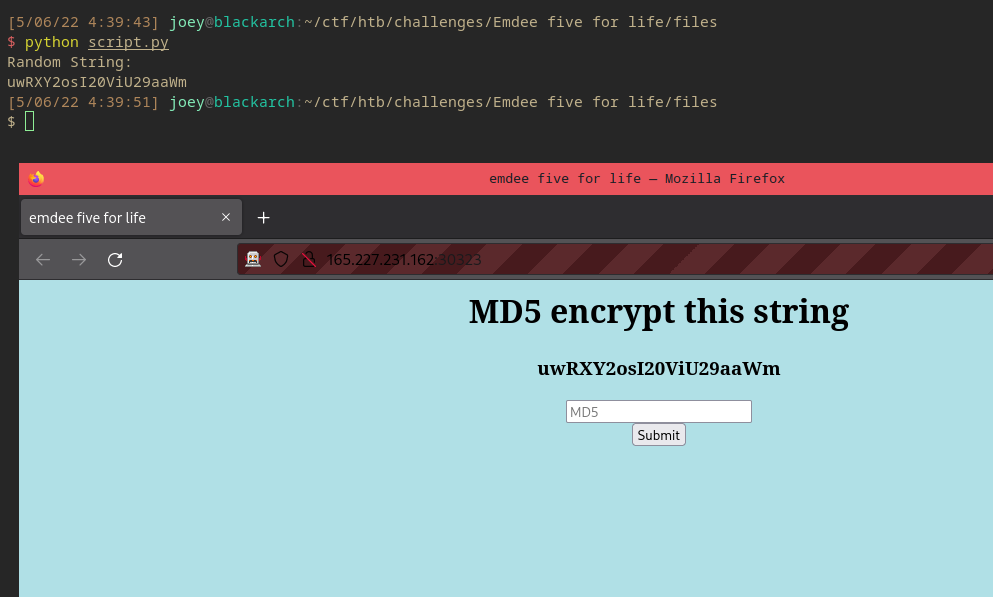 [5/06/22 4:39:43] joey@blackarch:~/ctf/htb/challenges/Emdee five for life/files
$ python script.py
Random String:
uwRXY2osI20ViU29aaWm
[5/06/22 4:39:51] joey@blackarch:~/ctf/htb/challenges/Emdee five for life/files
$
emdee five for life — Mozilla Firefox
emdee five for life
165.227.231.162:30323
MD5 encrypt this string
uwRXY2osI20ViU29aaWm
MD5
Submit